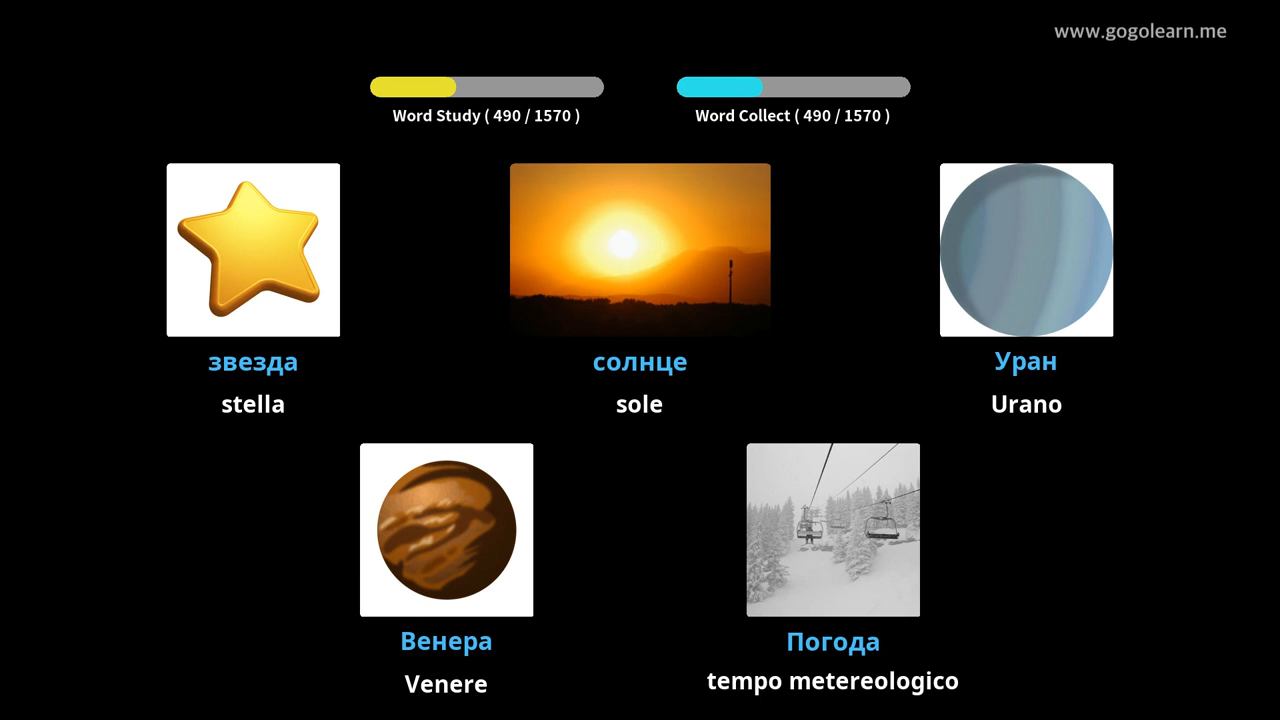 www.gogolearn.me
Word Study ( 490 / 1570 )
Word Collect ( 490 / 1570 )
звезда
stella
солнце
sole
Уран
Urano
Венера
Venere
Погода
tempo metereologico